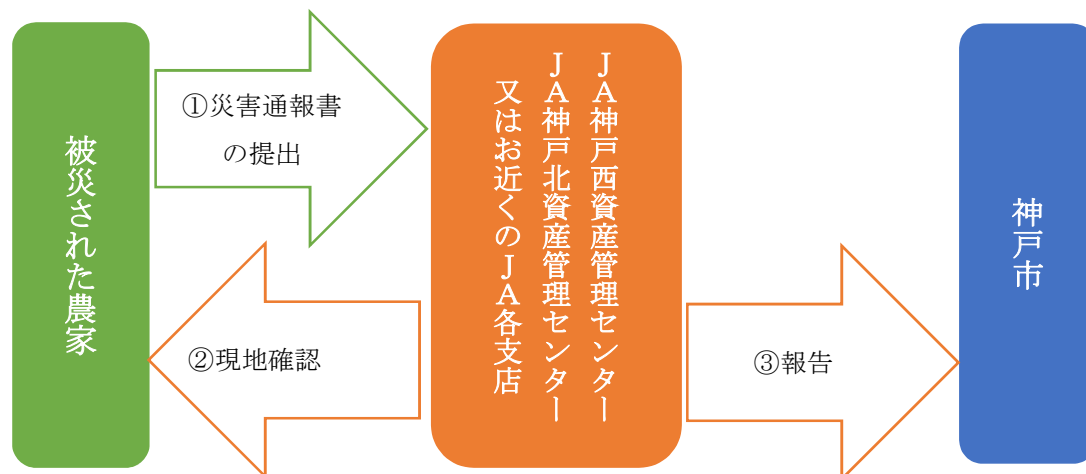 被災された農家
①災害通報書
の提出
②現地確認
ＪＡ神戸西資産管理センター
ＪＡ神戸北資産管理センター
又はお近くのＪＡ各支店
③報告
神戸市